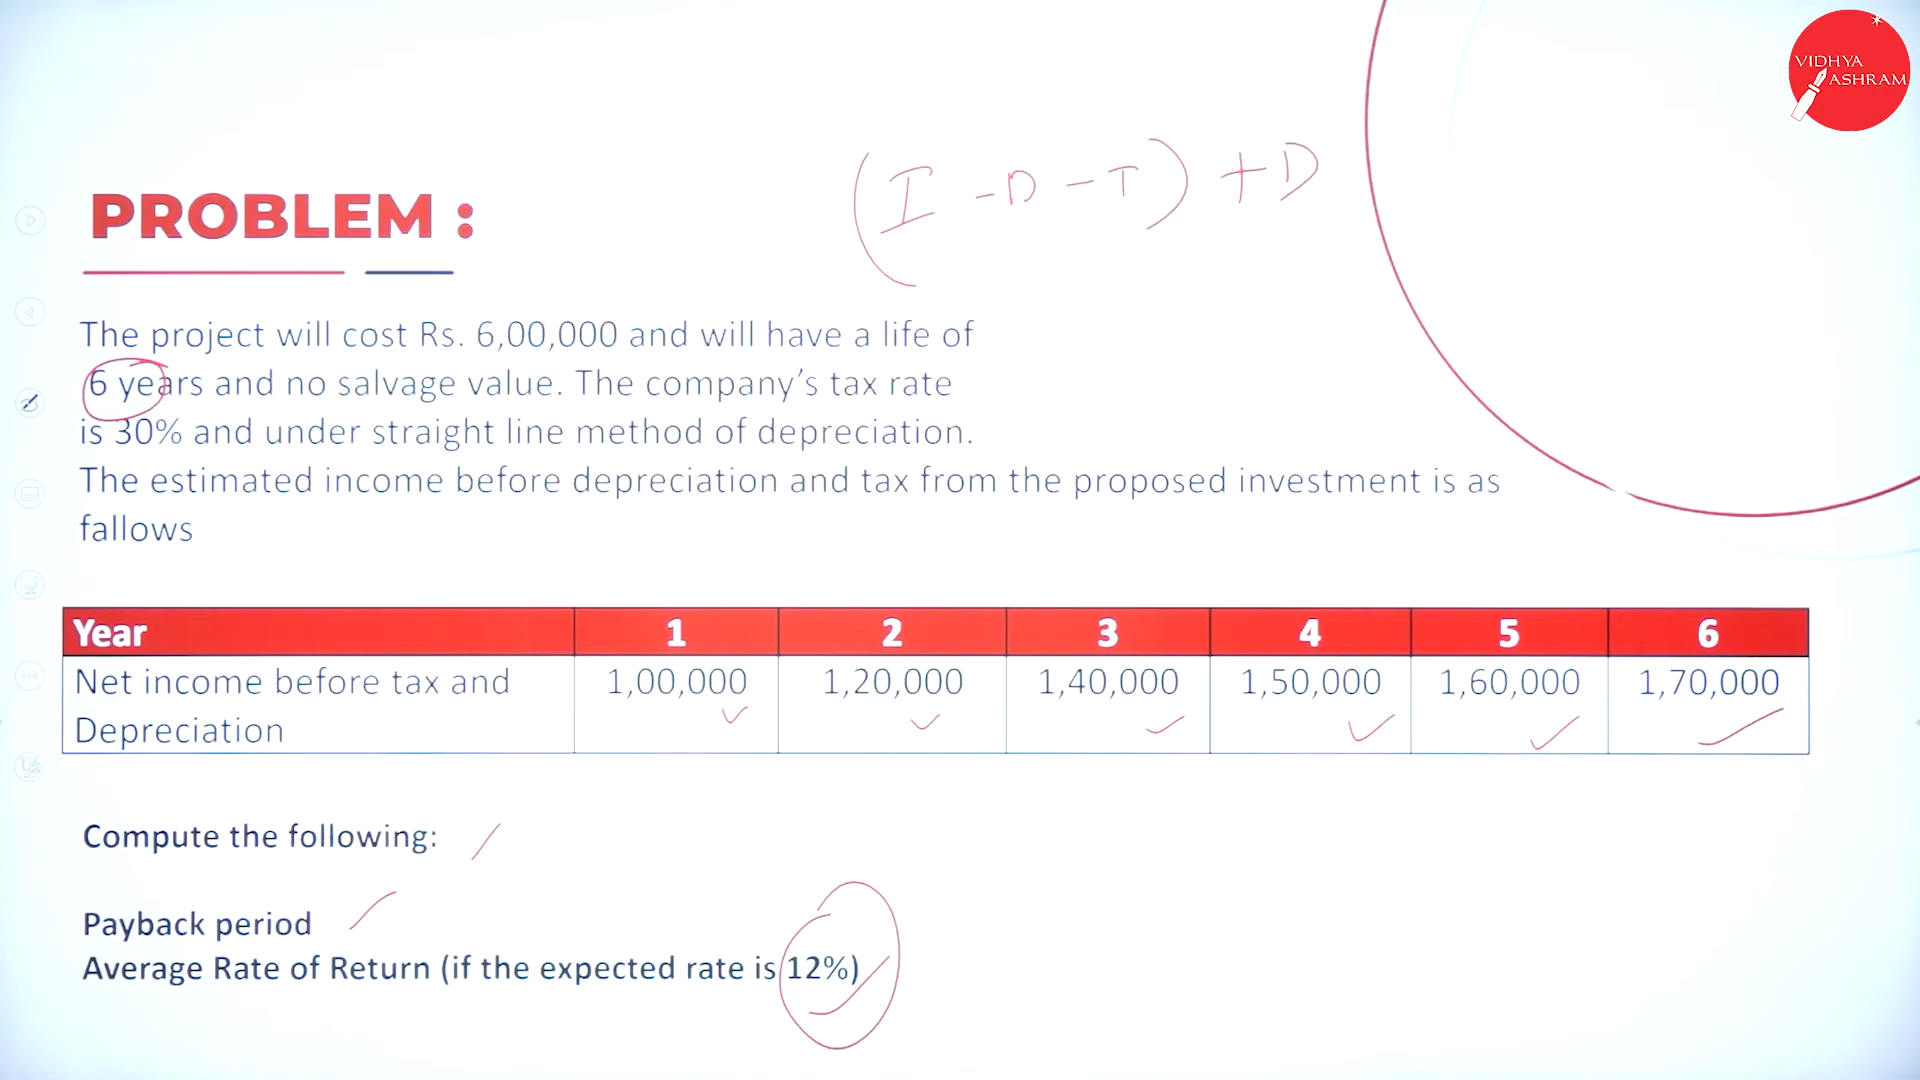 VIDHYA
ASHRAM
(I - D - T) + D
PROBLEM :
The project will cost Rs. 6,00,000 and will have a life of
6 years and no salvage value. The company’s tax rate
is 30% and under straight line method of depreciation.
The estimated income before depreciation and tax from the proposed investment is as
fallows
Year 1 2 3 4 5 6
Net income before tax and 1,00,000 1,20,000 1,40,000 1,50,000 1,60,000 1,70,000
Depreciation
Compute the following:
Payback period
Average Rate of Return (if the expected rate is 12%)